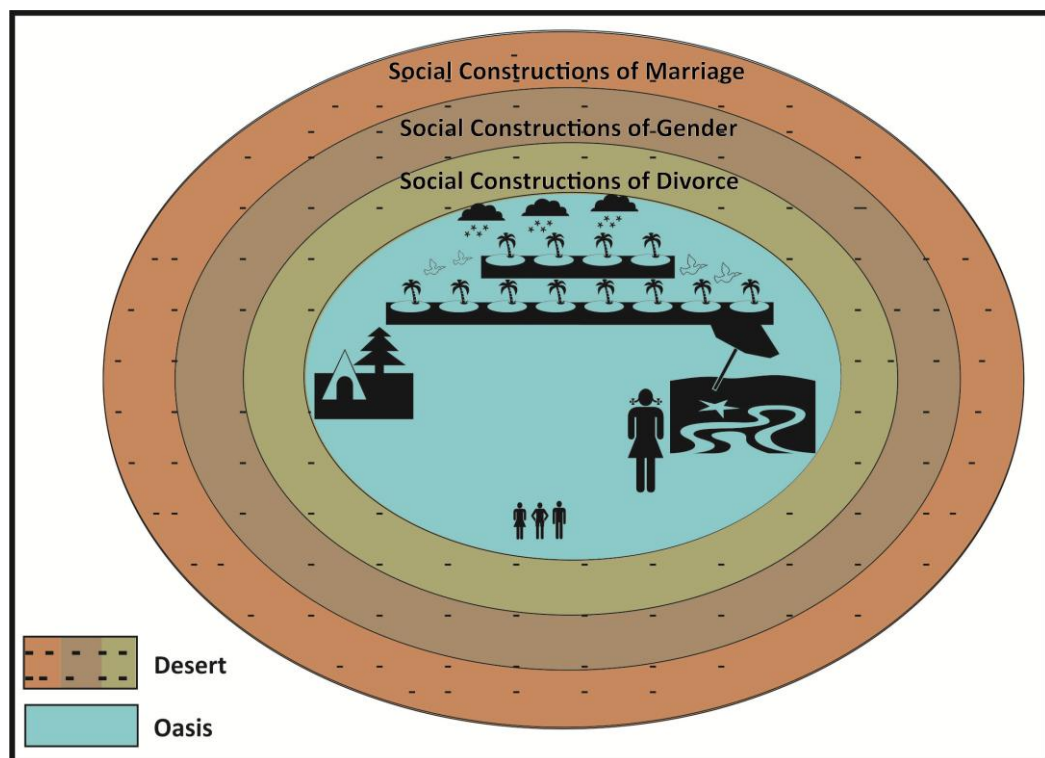 Social Constructions of Marriage
Social Constructions of Gender
Social Constructions of Divorce
Desert
Oasis